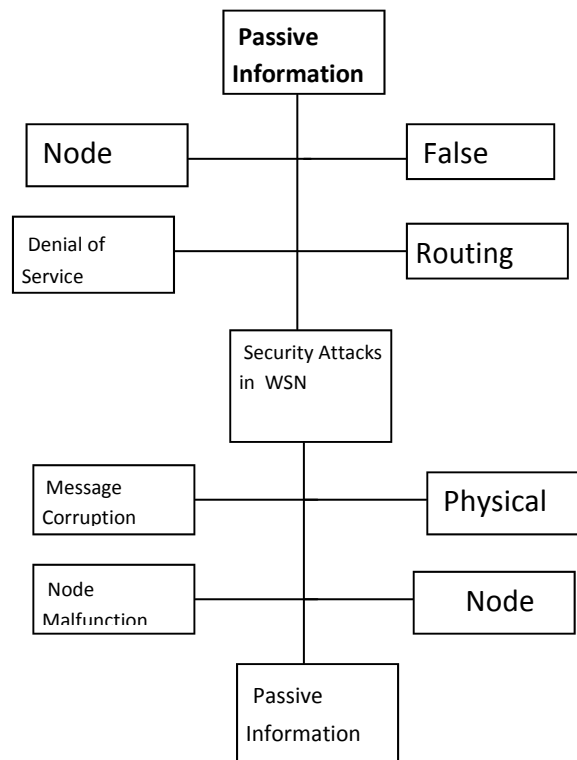 Passive
Information
Node
False
Denial of
Service
Routing
Security Attacks
in WSN
Message
Corruption
Physical
Node
Malfunction
Node
Passive
Information